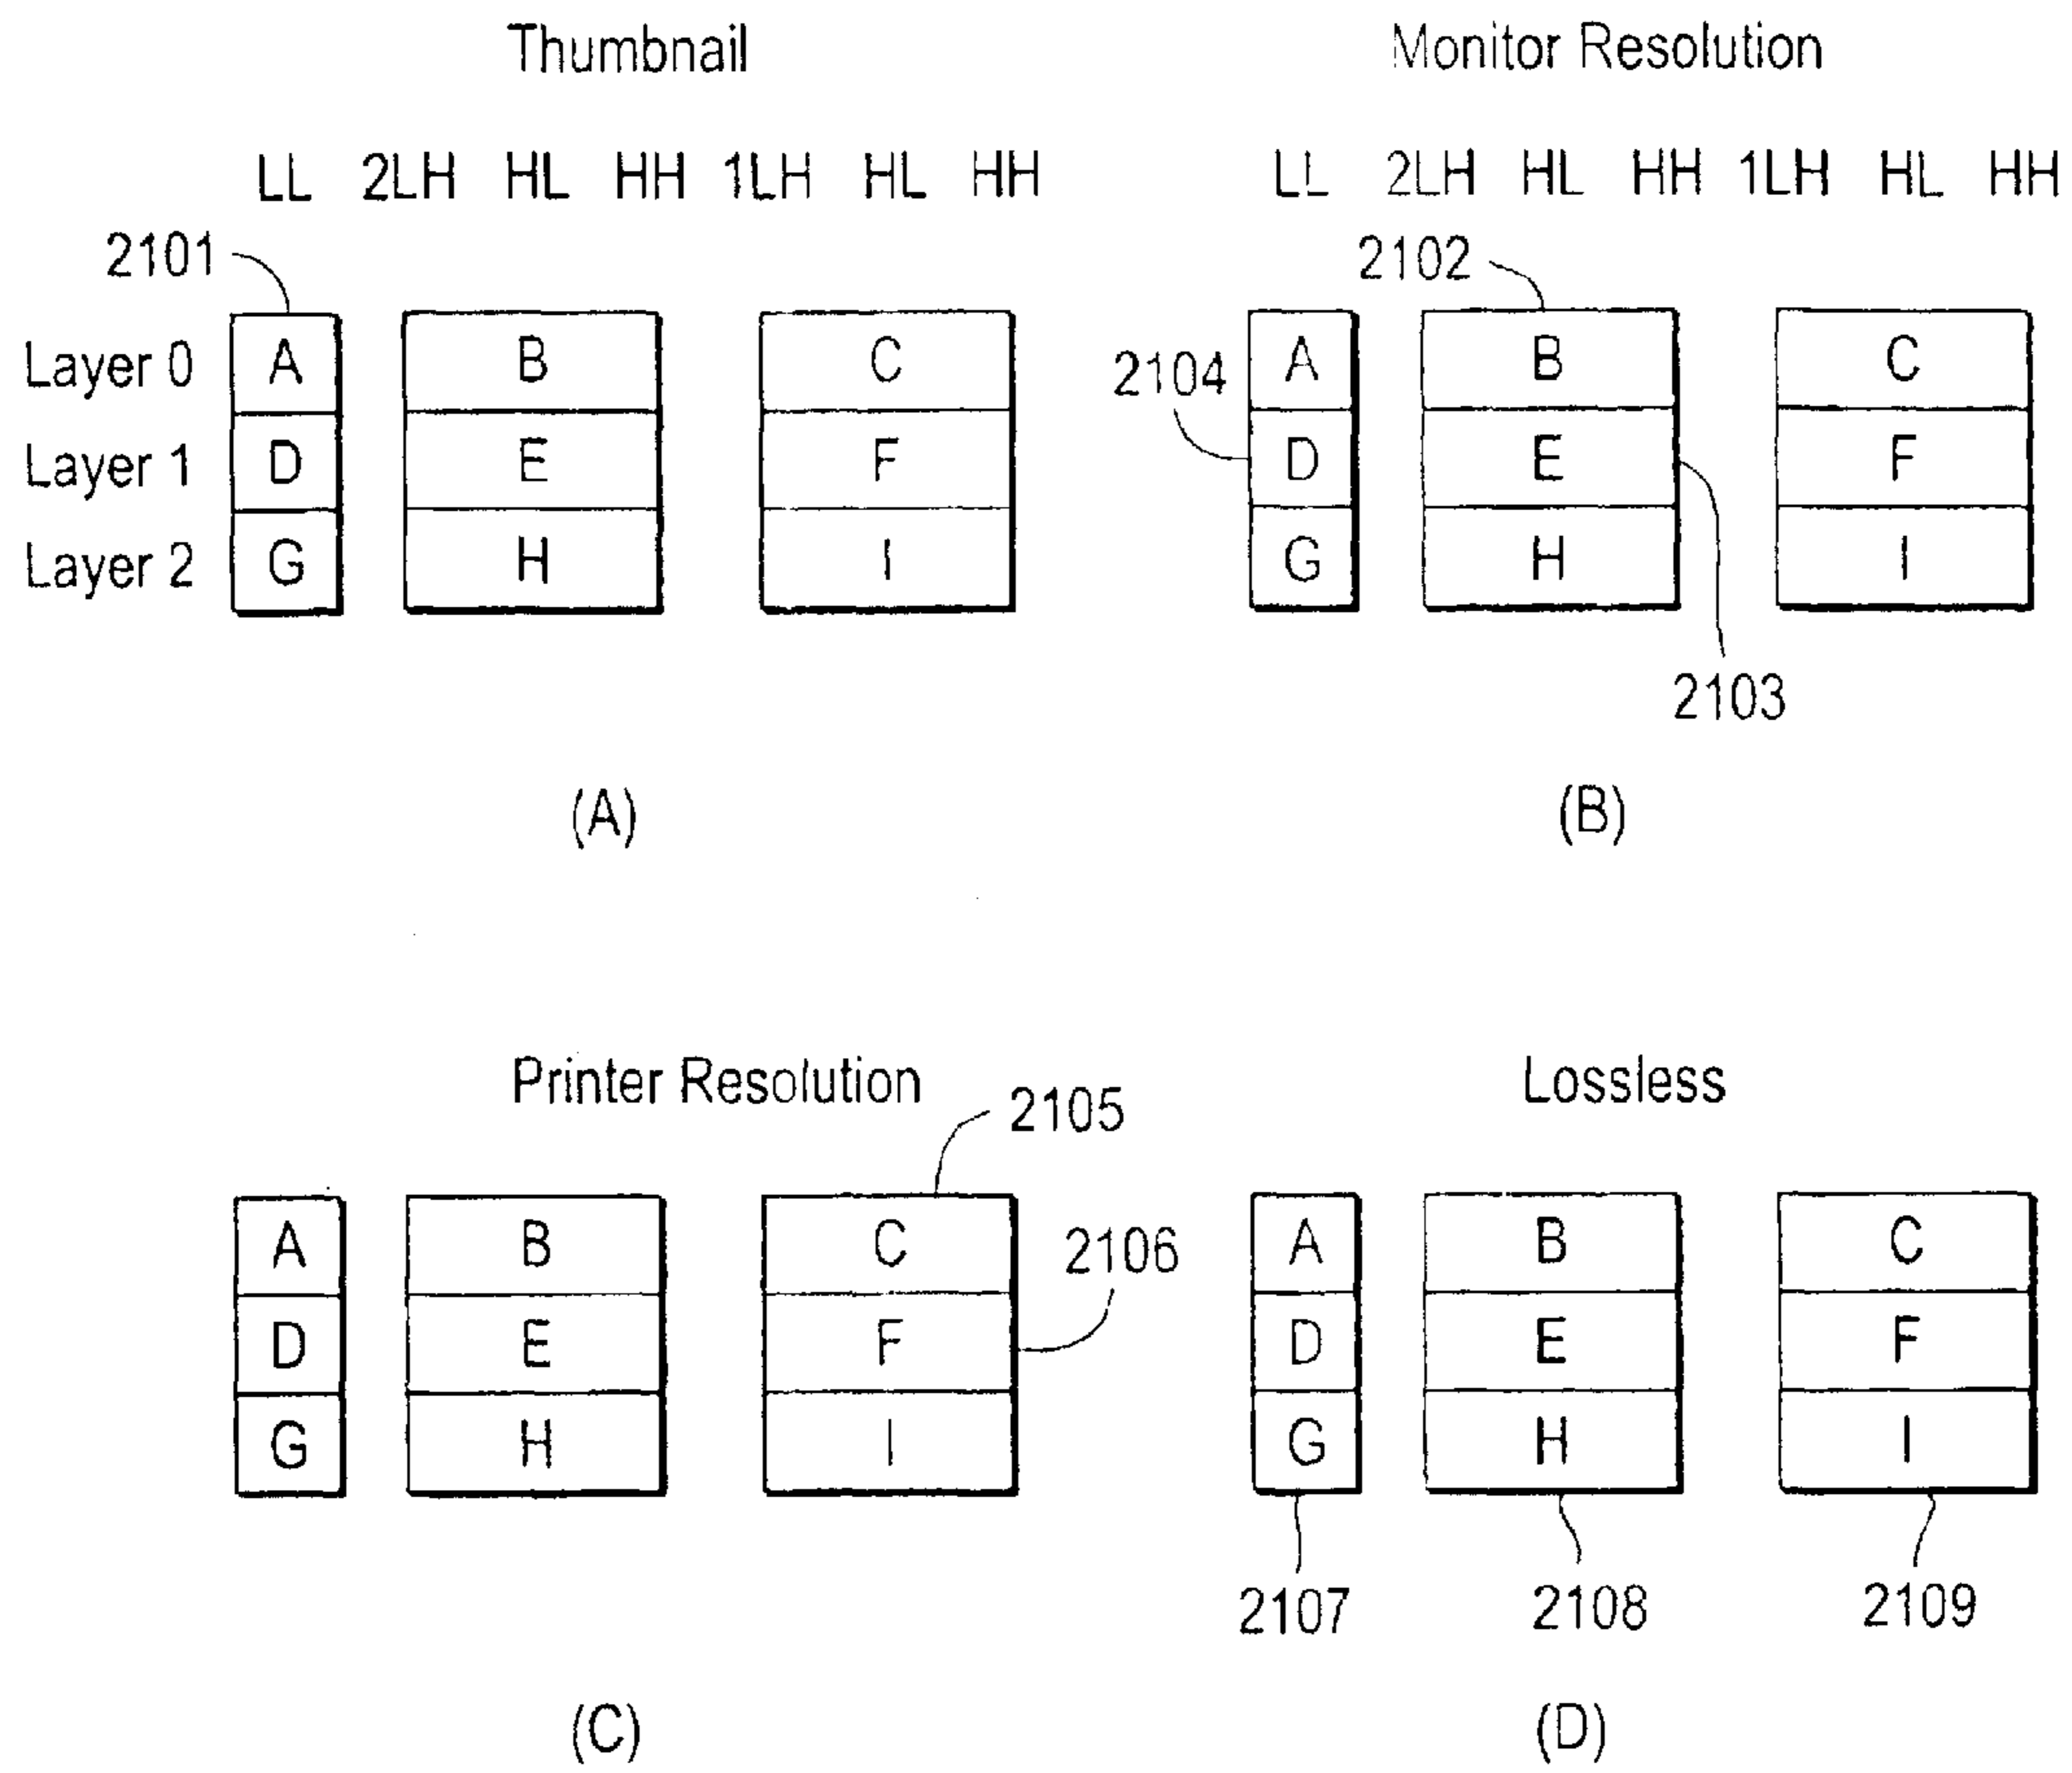 Thumbnail
Monitor Resolution
LL 2LH HL HH 1LH HL HH
LL 2LH HL HH 1LH HL HH
2101
2102
Layer 0 A B C
2104
A B C
Layer 1 D E F
D E F
Layer 2 G H I
G H I
2103
(A)
(B)
Printer Resolution
2105
Lossless
A B C
2106
A B C
D E F
D E F
G H I
G H I
2107
2108
2109
(C)
(D)